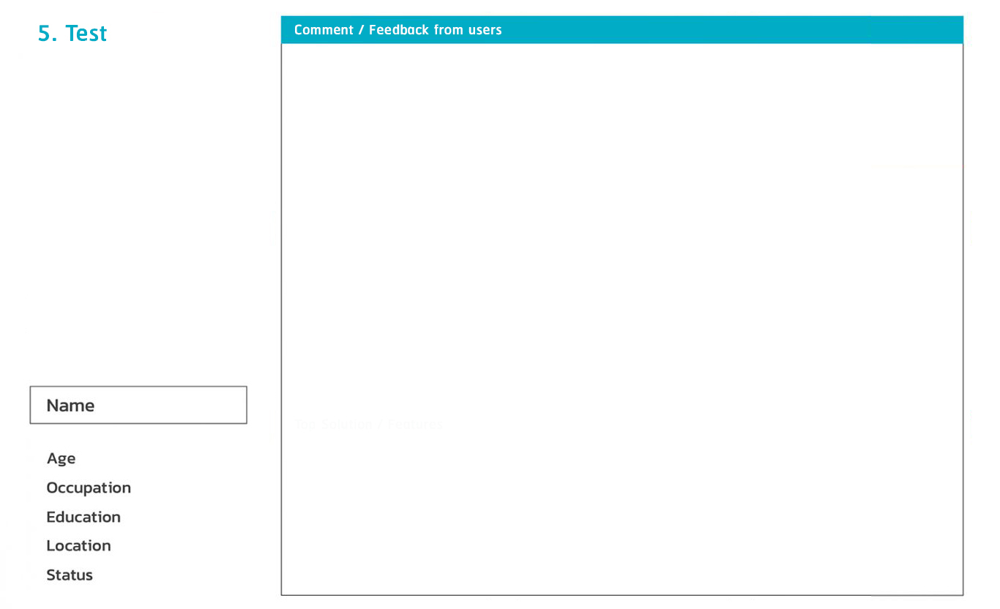 5. Test
Comment / Feedback from users
Name
Age
Occupation
Education
Location
Status